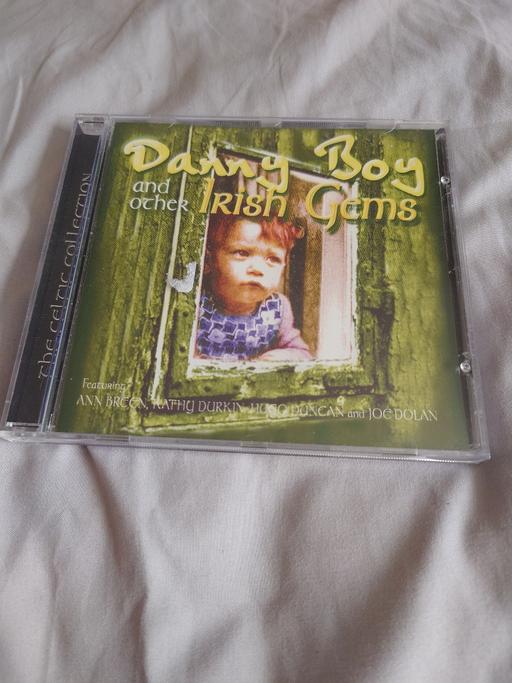 Danny Boy
and
other Irish Gems
Featuring
ANN BREEN, KATHY DURKIN, HUGO DUNCAN and JOE DOLAN
THE CELTIC COLLECTION